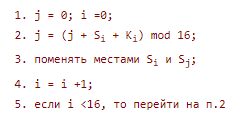 1. j = 0; i =0;
2. j = (j + Si + Ki) mod 16;
3. поменять местами Si и Sj;
4. i = i +1;
5. если i <16, то перейти на п.2